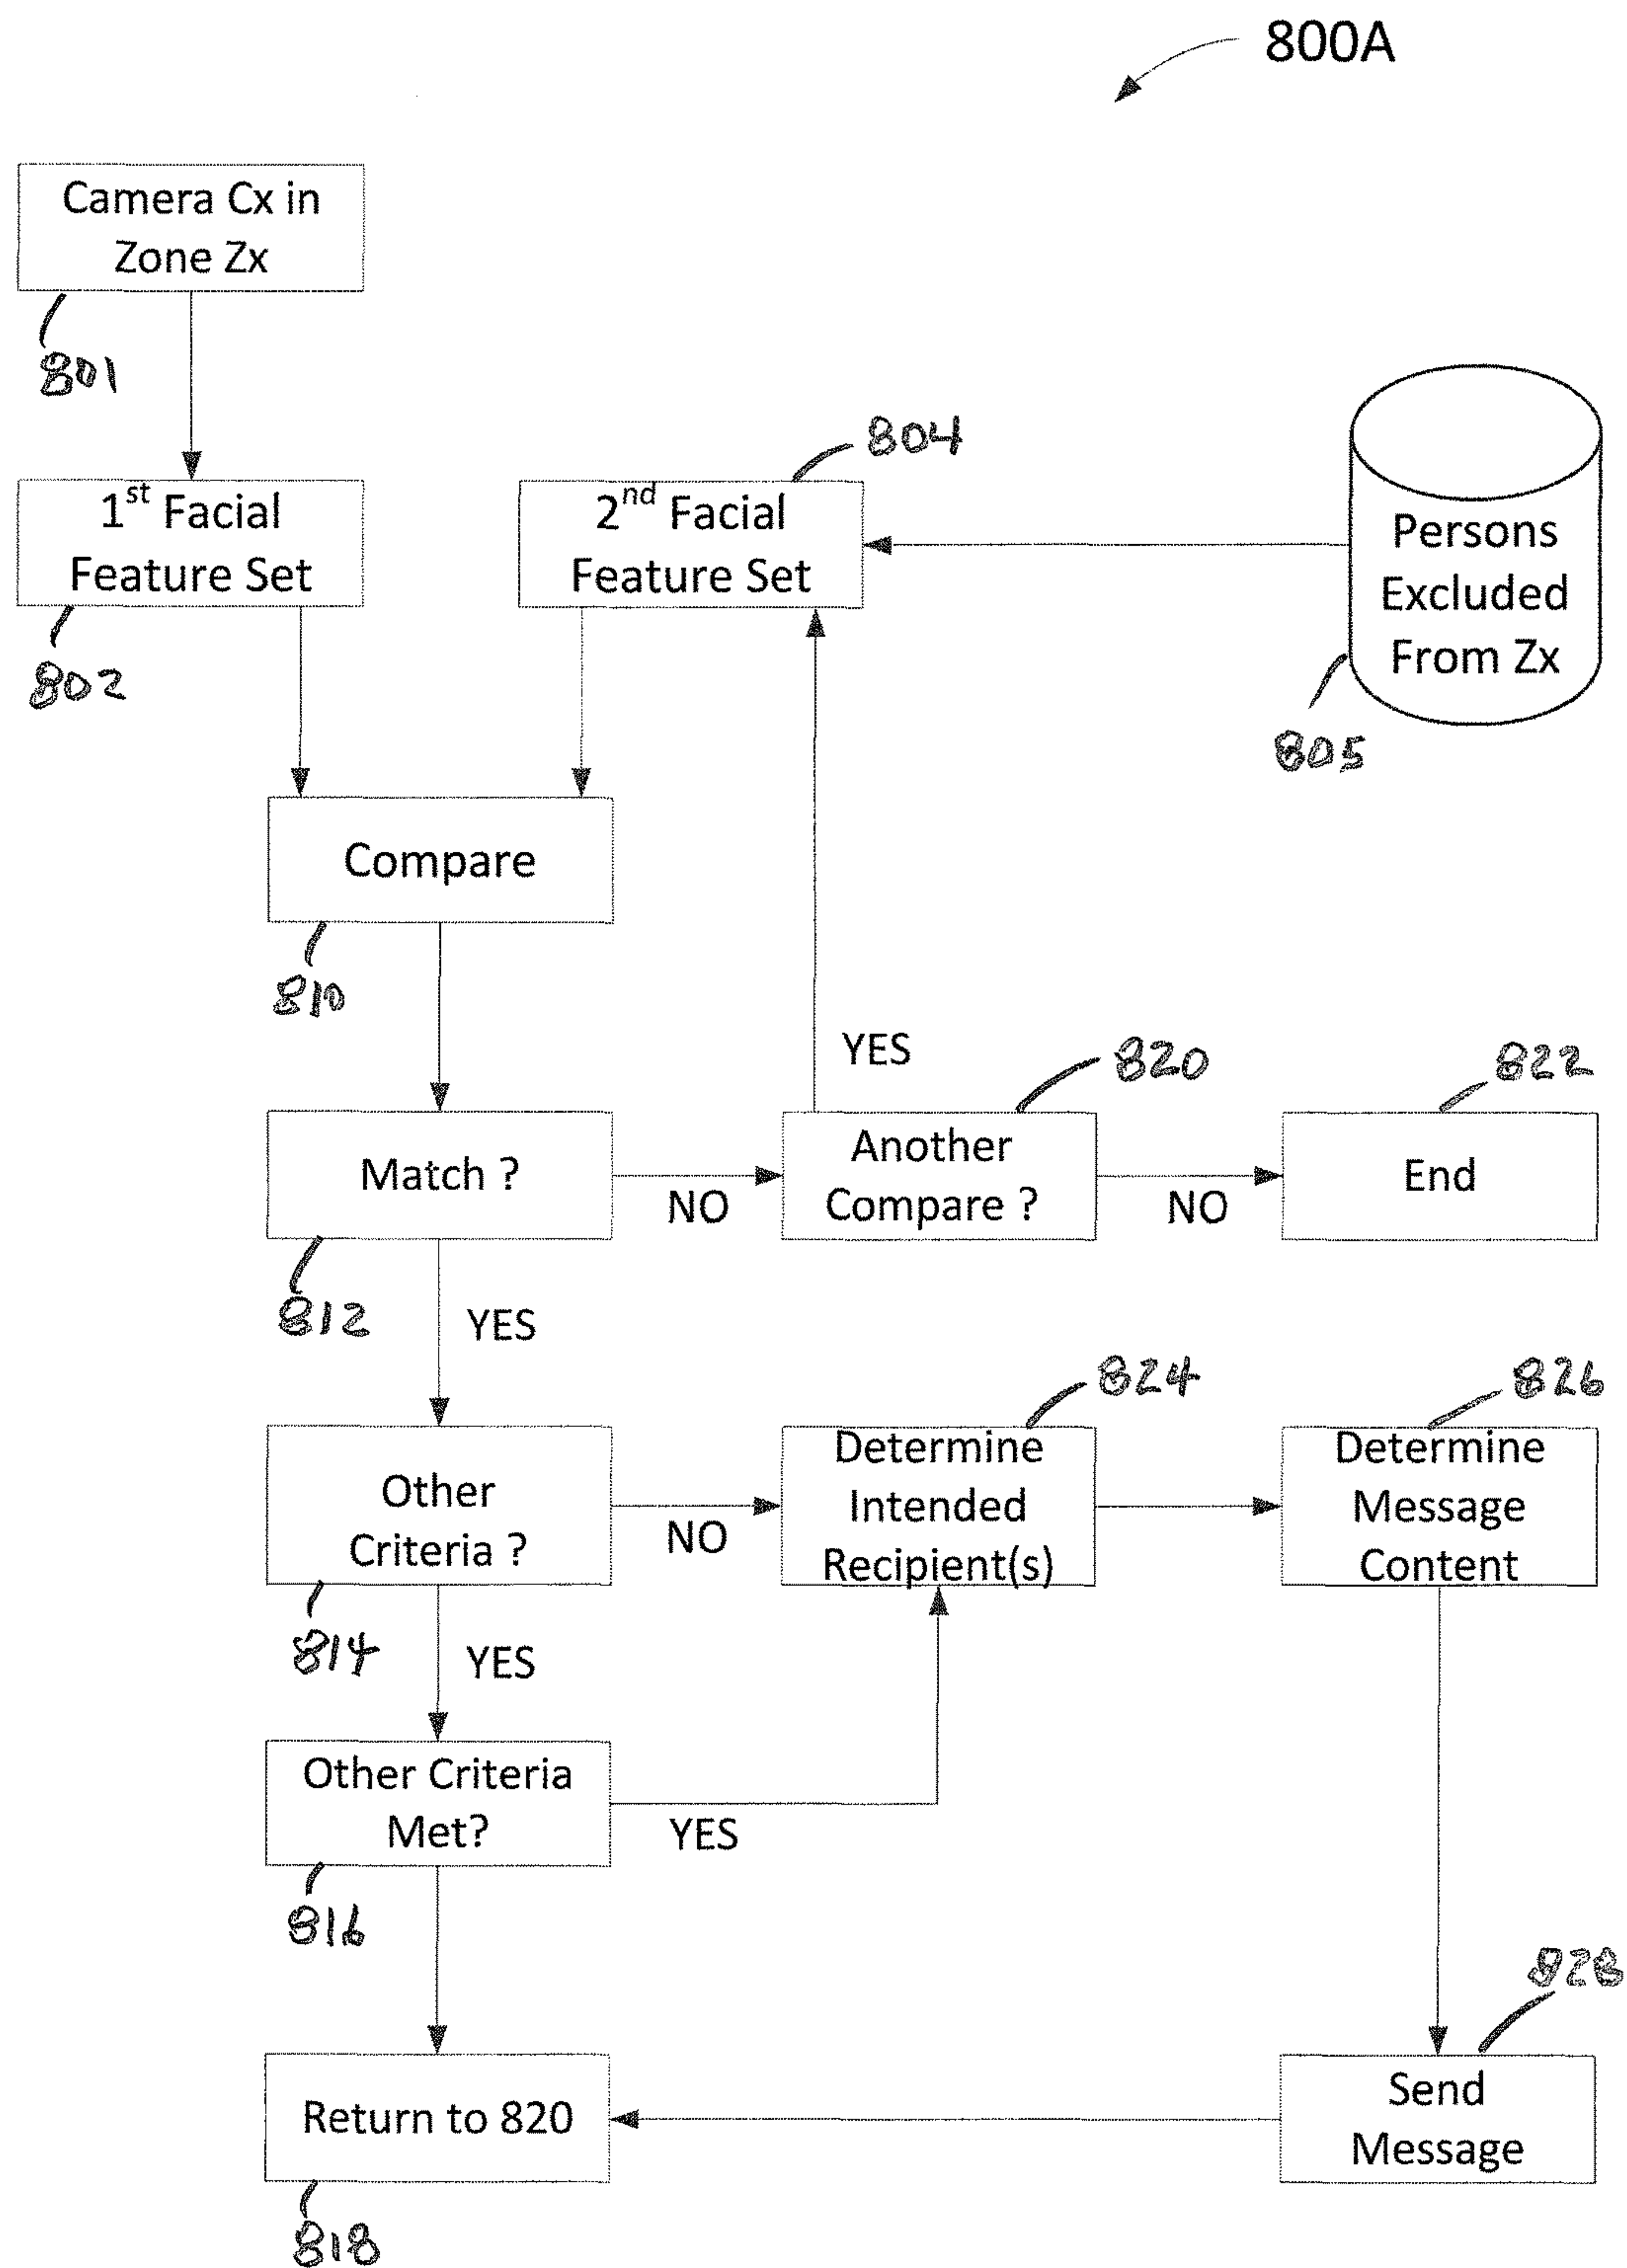 800A
Camera Cx in
Zone Zx
801
1st Facial
Feature Set
802
804
2nd Facial
Feature Set
Persons
Excluded
From Zx
805
Compare
810
YES
820
822
Match ?
NO
Another
Compare ?
NO
End
812
YES
824
826
Other
Criteria ?
NO
Determine
Intended
Recipient(s)
Determine
Message
Content
814
YES
Other Criteria
Met?
YES
816
828
Return to 820
Send
Message
818